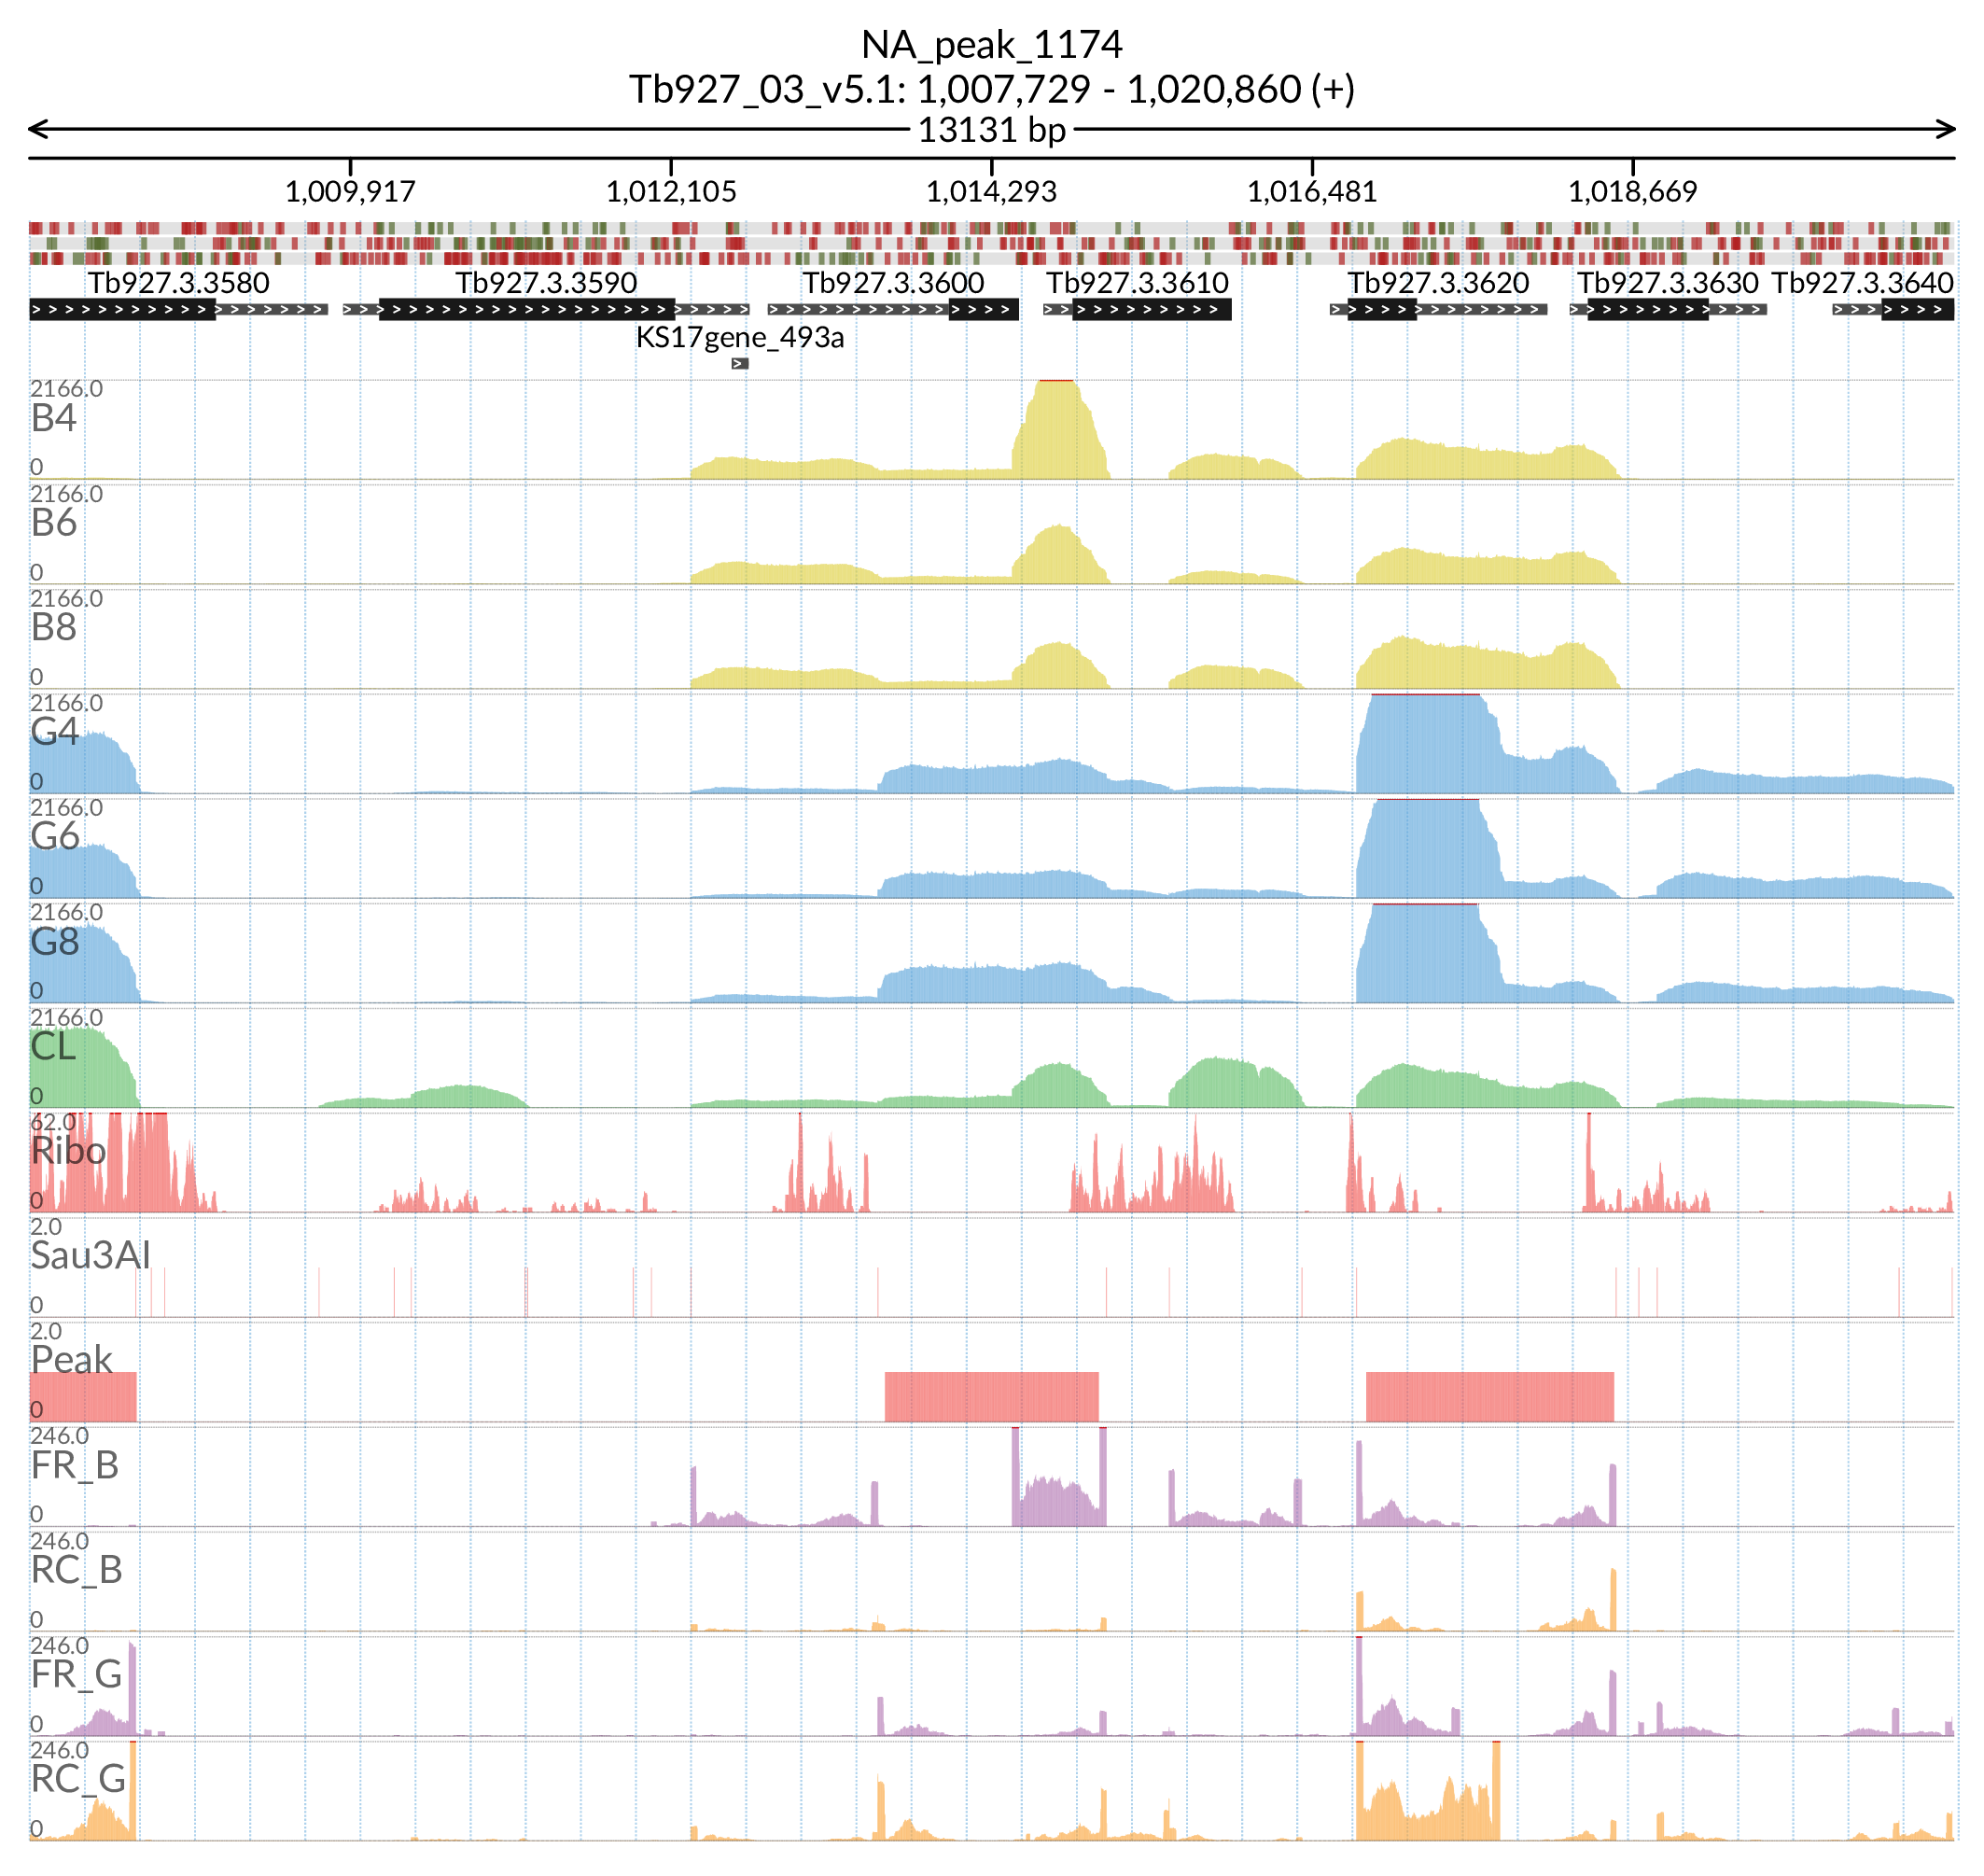 NA_peak_1174
Tb927_03_v5.1: 1,007,729 - 1,020,860 (+)
13131 bp
1,009,917 1,012,105 1,014,293 1,016,481 1,018,669
Tb927.3.3580 Tb927.3.3590 Tb927.3.3600 Tb927.3.3610 Tb927.3.3620 Tb927.3.3630 Tb927.3.3640
KS17gene_493a
2166.0
B4
0
2166.0
B6
0
2166.0
B8
0
2166.0
G4
0
2166.0
G6
0
2166.0
G8
0
2166.0
CL
0
62.0
Ribo
0
2.0
Sau3AI
0
2.0
Peak
0
246.0
FR_B
0
246.0
RC_B
0
246.0
FR_G
0
246.0
RC_G
0